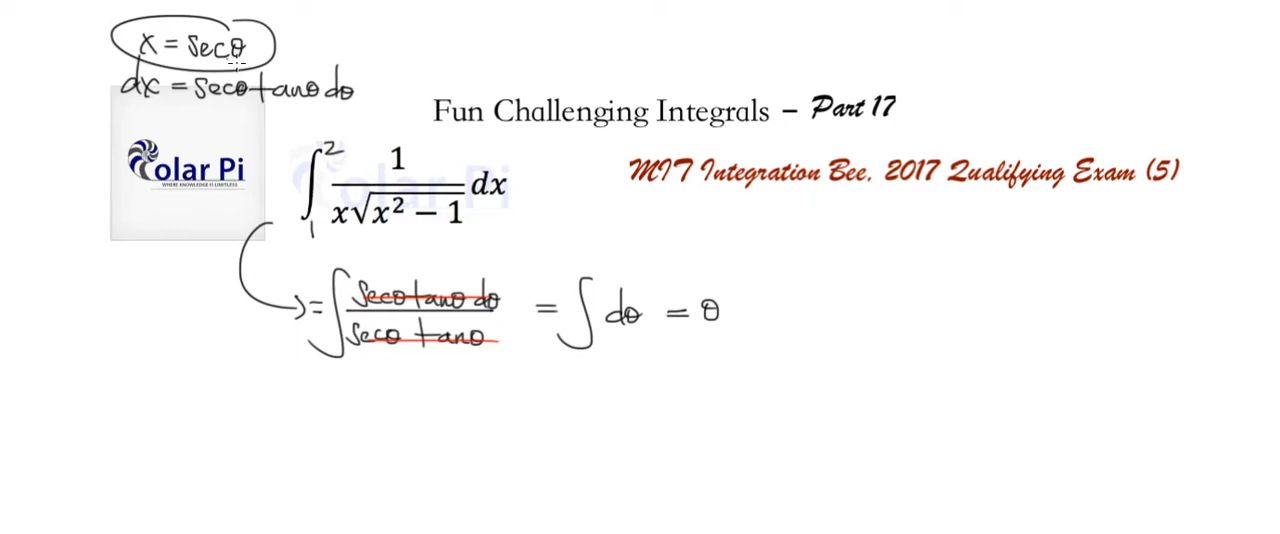 x = secθ
dx = secθ tanθ dθ
Fun Challenging Integrals – Part 17
olar Pi
WHERE KNOWLEDGE IS LIMITLESS
∫₁² 1/(x√(x² − 1)) dx
MIT Integration Bee, 2017 Qualifying Exam (5)
= ∫ secθ tanθ dθ / secθ tanθ = ∫ dθ = θ